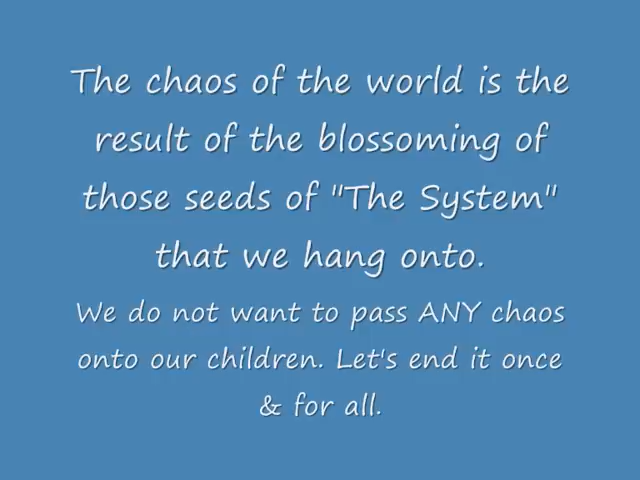 The chaos of the world is the
result of the blossoming of
those seeds of "The System"
that we hang onto.
We do not want to pass ANY chaos
onto our children. Let's end it once
& for all.